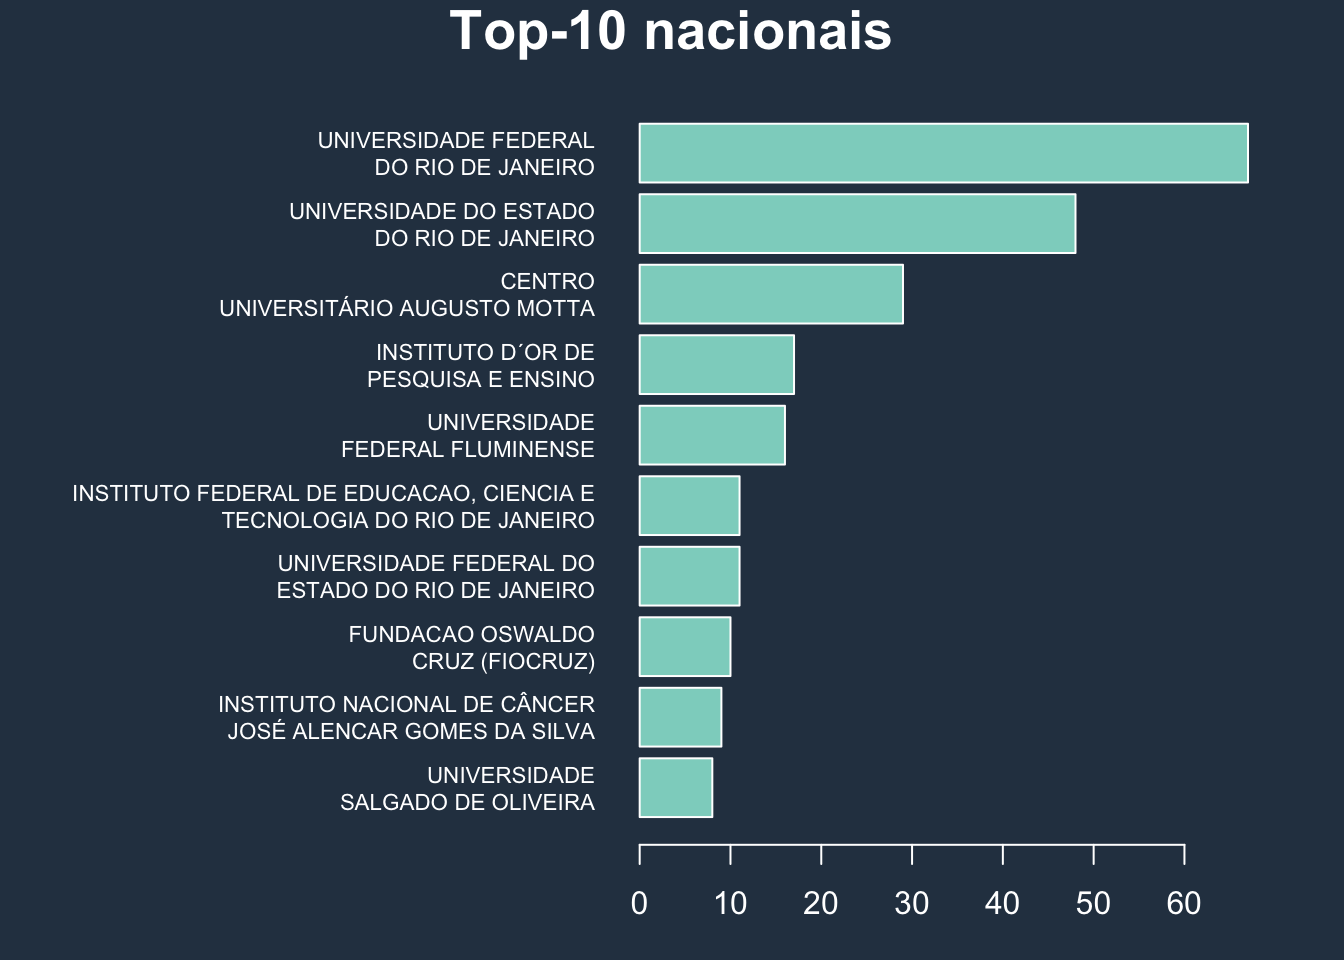 Top-10 nacionais
UNIVERSIDADE FEDERAL
DO RIO DE JANEIRO
UNIVERSIDADE DO ESTADO
DO RIO DE JANEIRO
CENTRO
UNIVERSITÁRIO AUGUSTO MOTTA
INSTITUTO D´OR DE
PESQUISA E ENSINO
UNIVERSIDADE
FEDERAL FLUMINENSE
INSTITUTO FEDERAL DE EDUCACAO, CIENCIA E
TECNOLOGIA DO RIO DE JANEIRO
UNIVERSIDADE FEDERAL DO
ESTADO DO RIO DE JANEIRO
FUNDACAO OSWALDO
CRUZ (FIOCRUZ)
INSTITUTO NACIONAL DE CÂNCER
JOSÉ ALENCAR GOMES DA SILVA
UNIVERSIDADE
SALGADO DE OLIVEIRA
0 10 20 30 40 50 60